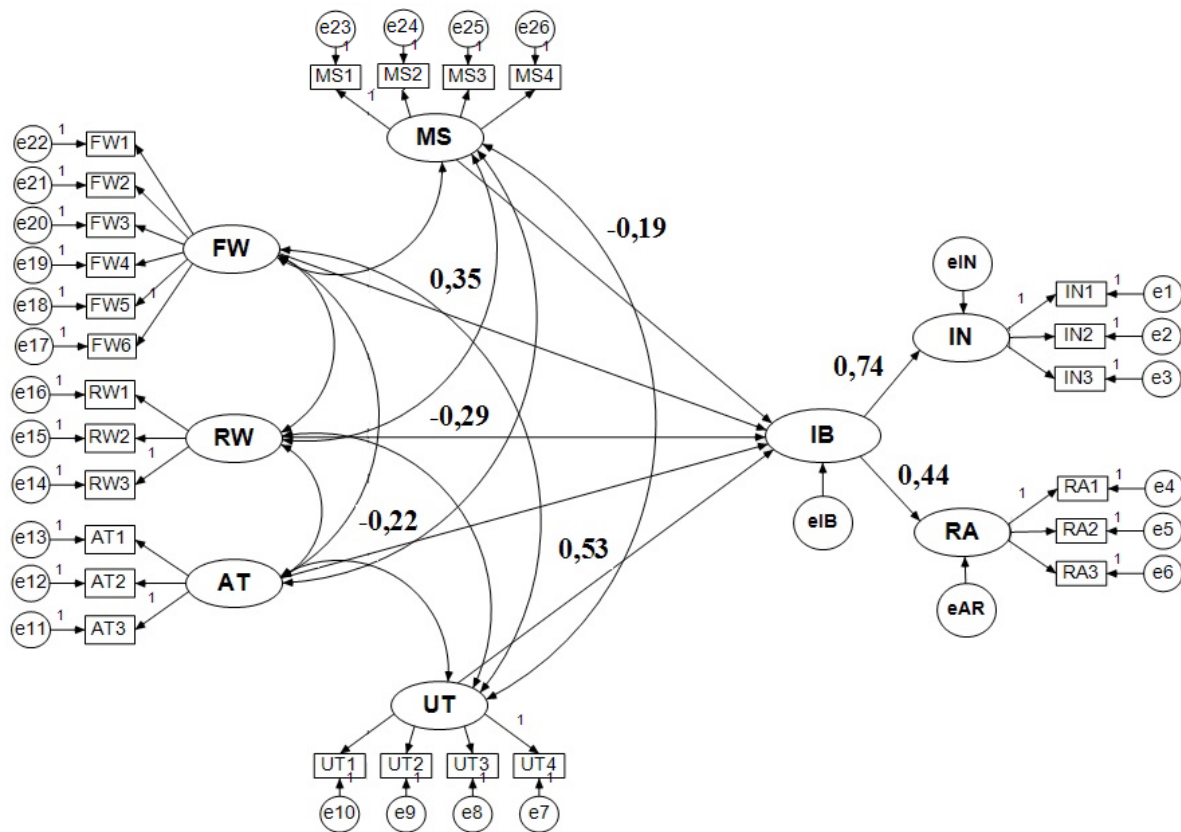 e23 e24 e25 e26
1 1 1 1
MS1 MS2 MS3 MS4
1
MS
e22 1 FW1
e21 1 FW2
e20 1 FW3
e19 1 FW4
e18 1 FW5 1
e17 1 FW6
FW
-0,19
0,35
eIN
IN
1 IN1 1 e1
IN2 1 e2
IN3 1 e3
0,74
e16 1 RW1
e15 1 RW2
e14 1 RW3 1
RW
-0,29
IB
eIB
0,44
1 RA1 1 e4
RA2 1 e5
RA3 1 e6
RA
eAR
e13 1 AT1
e12 1 AT2
e11 1 AT3 1
AT
-0,22
0,53
UT
1
UT1 UT2 UT3 UT4
1 1 1 1
e10 e9 e8 e7